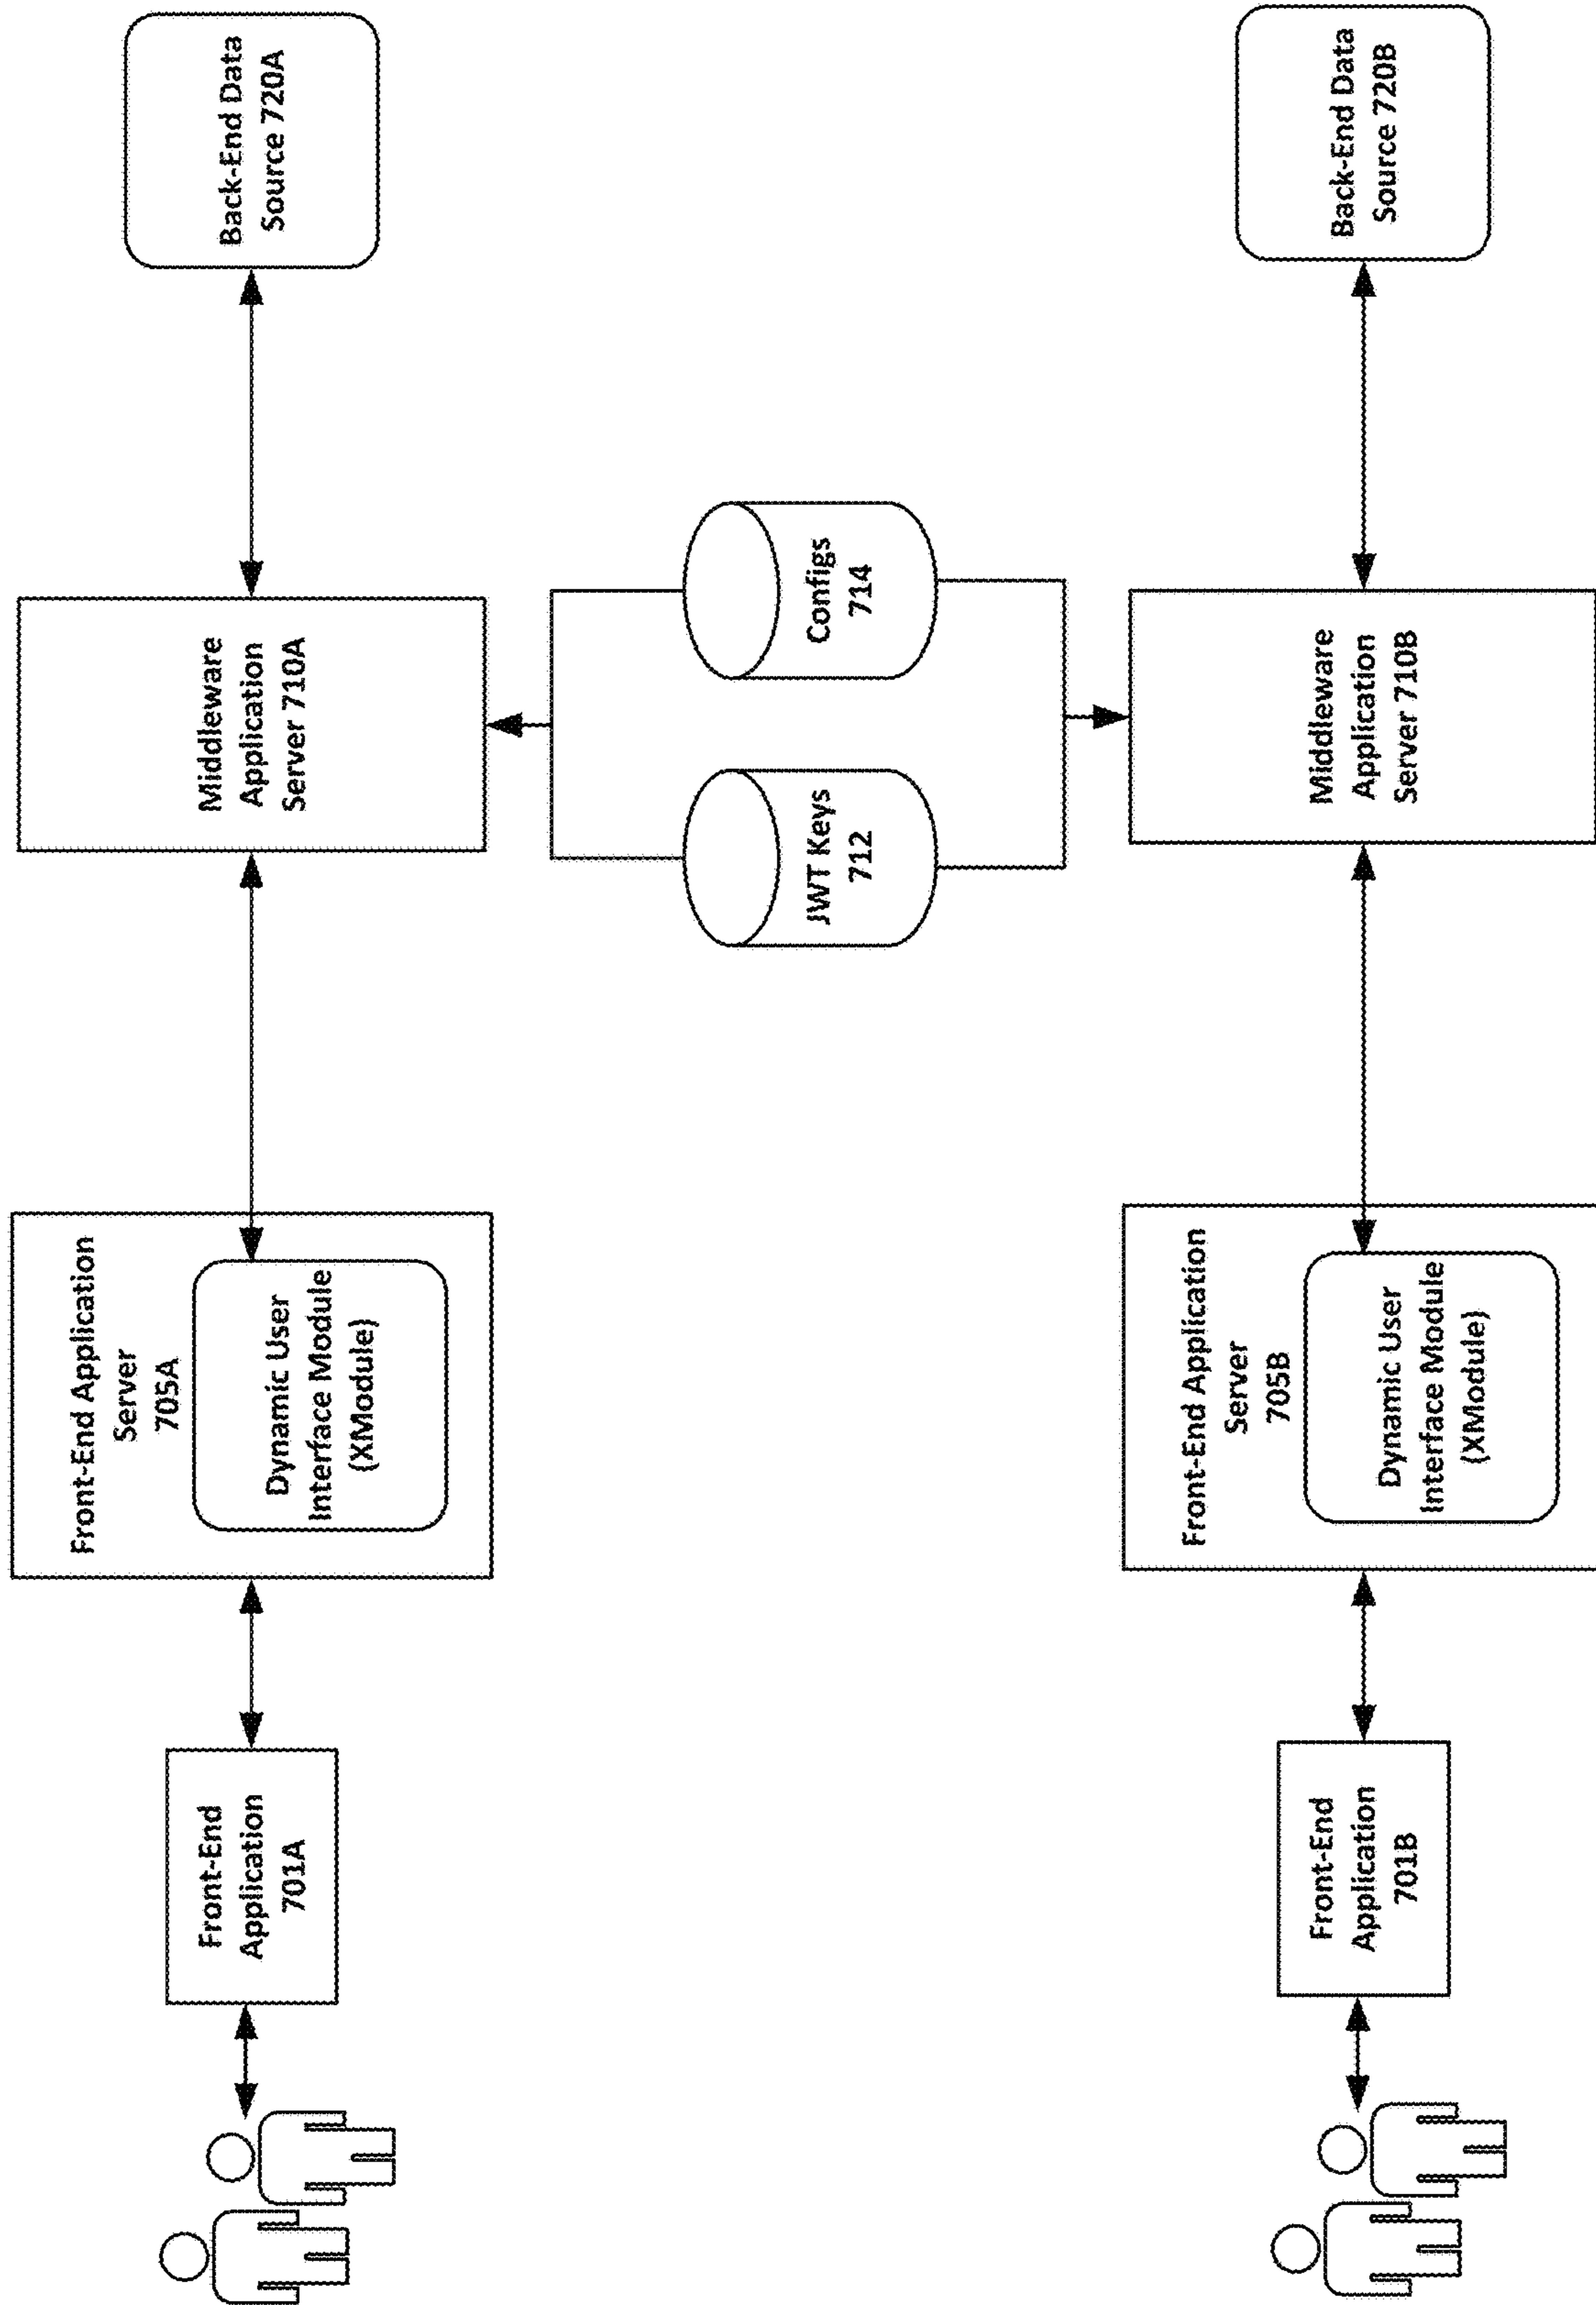 Front-End
Application
701A
Front-End Application
Server
705A
Dynamic User
Interface Module
(XModule)
Middleware
Application
Server 710A
Back-End Data
Source 720A
JWT Keys
712
Configs
714
Front-End
Application
701B
Front-End Application
Server
705B
Dynamic User
Interface Module
(XModule)
Middleware
Application
Server 710B
Back-End Data
Source 720B